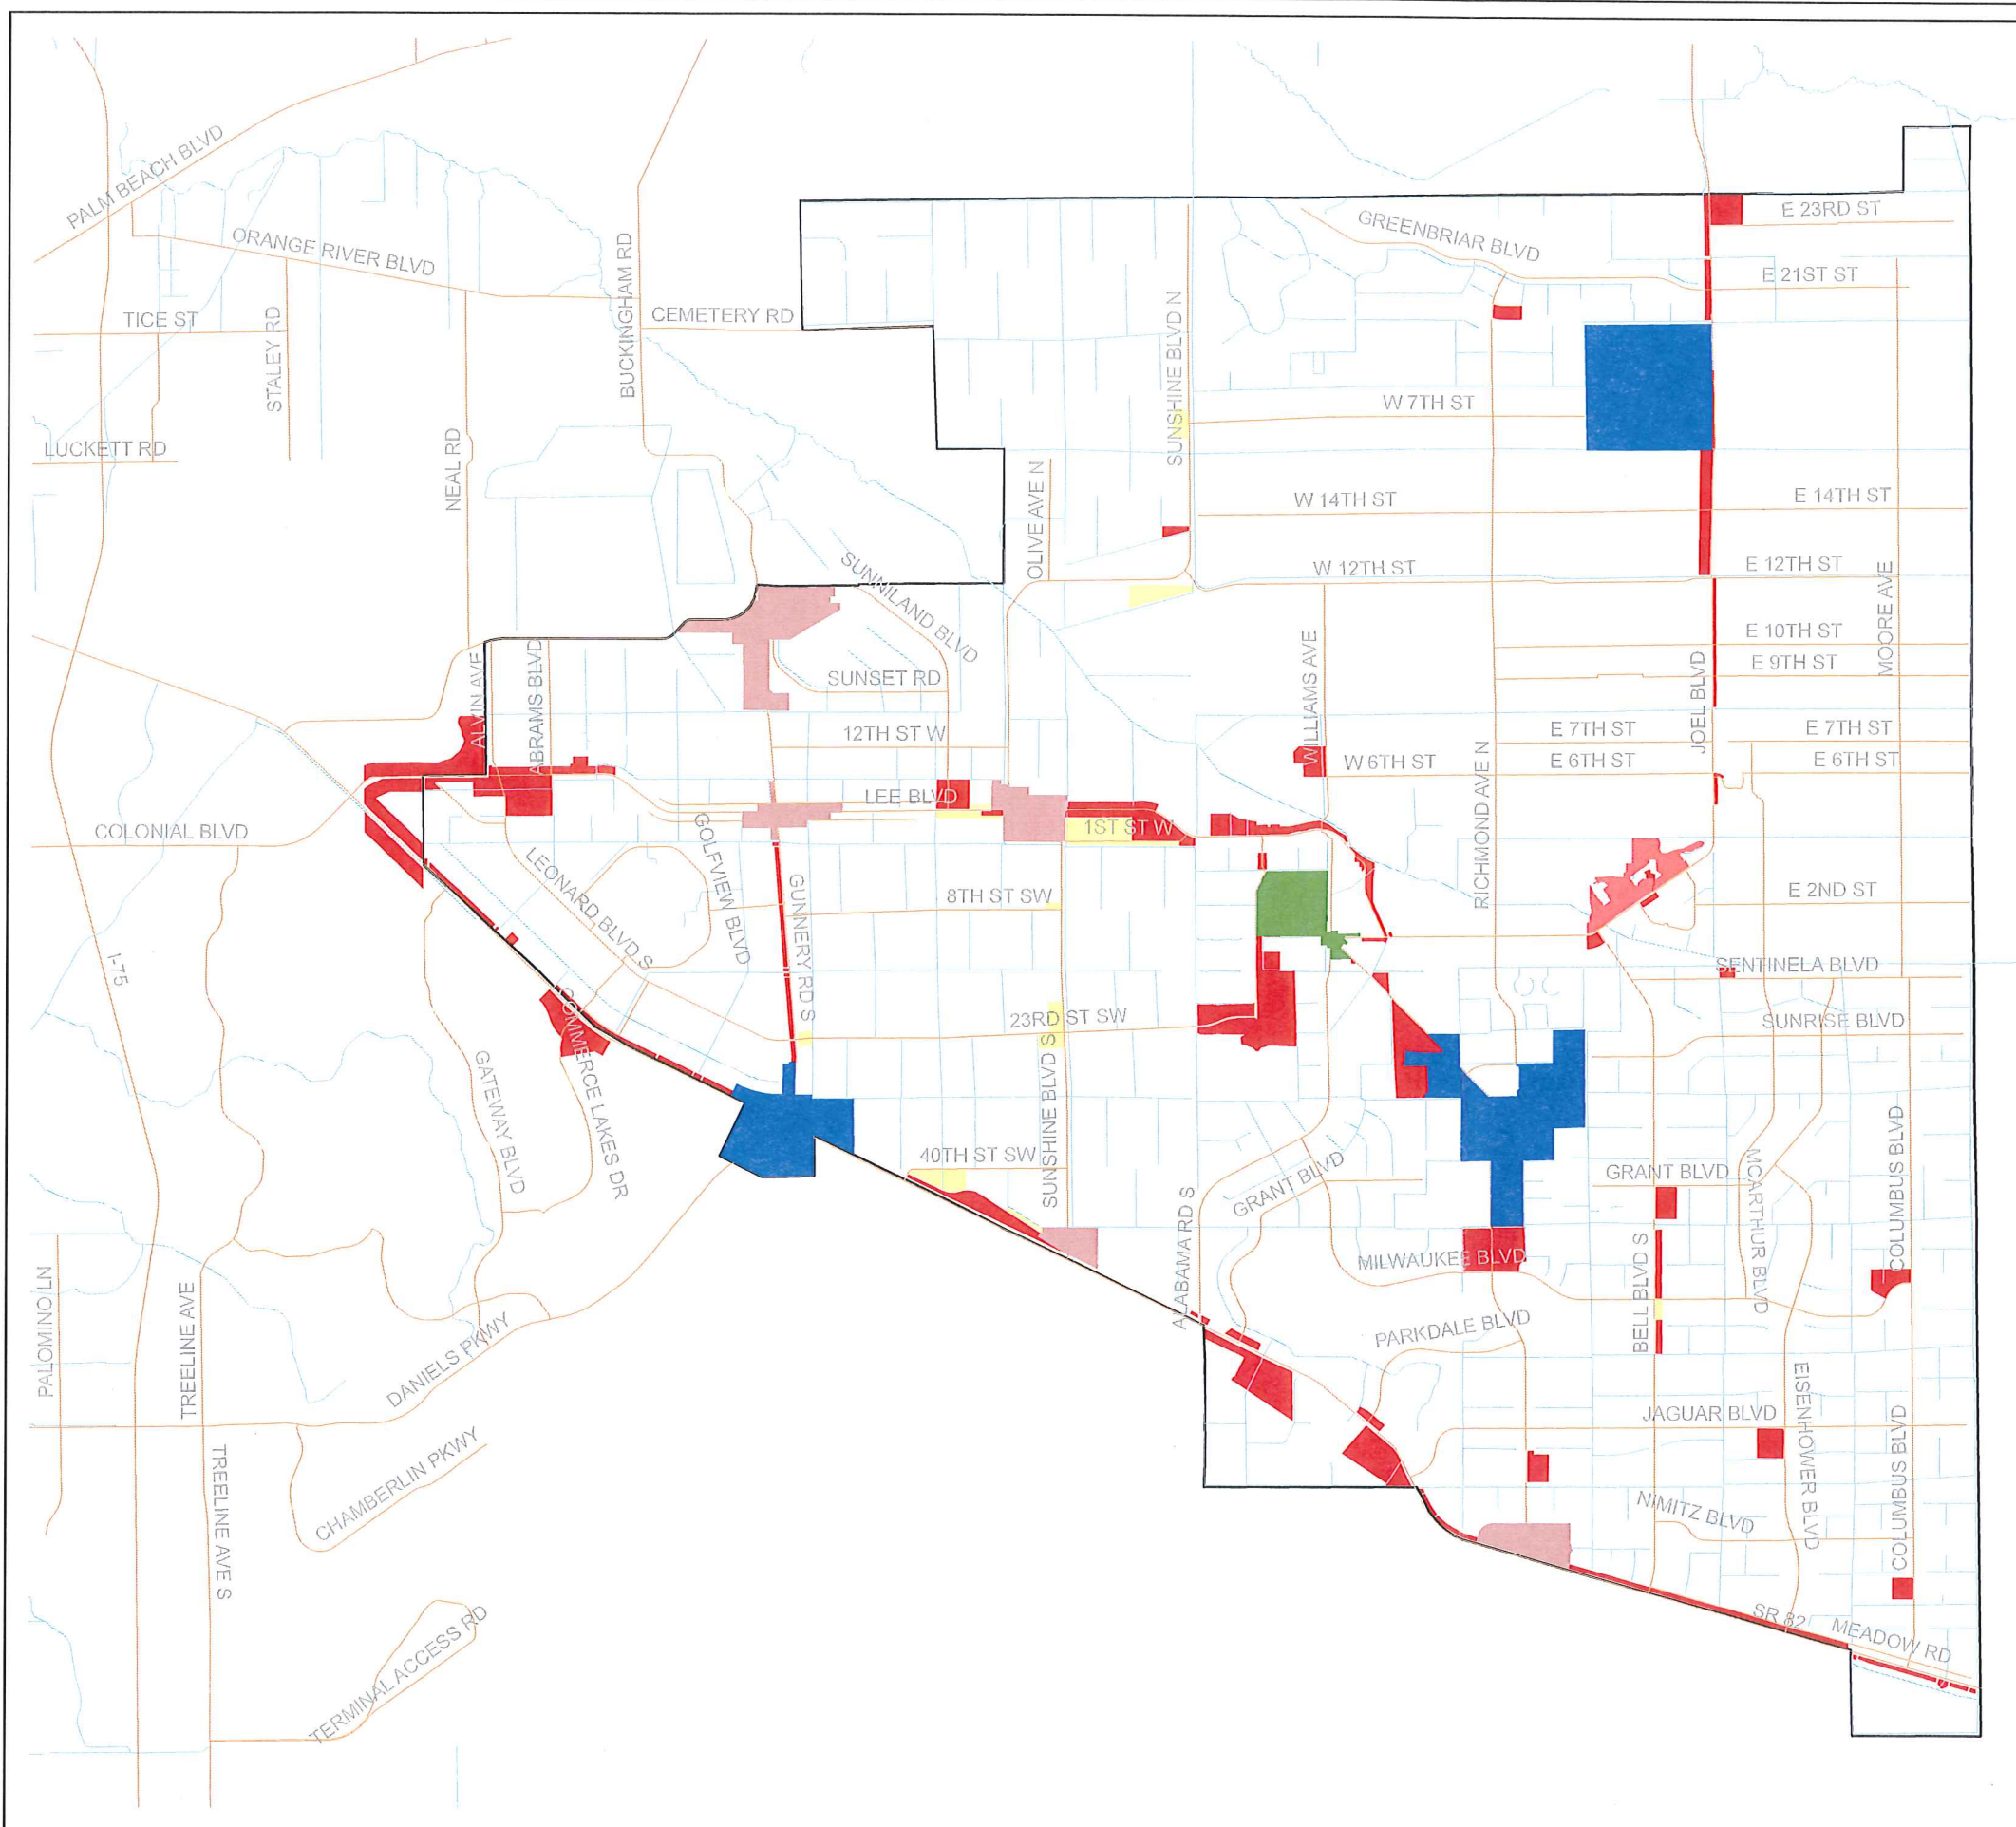 PALM BEACH BLVD
E 23RD ST
GREENBRIAR BLVD
ORANGE RIVER BLVD
BUCKINGHAM RD
E 21ST ST
CEMETERY RD
TICE ST
STALEY RD
SUNSHINE BLVD N
W 7TH ST
LUCKETT RD
NEAL RD
OLIVE AVE N
W 14TH ST
E 14TH ST
SUNNILAND BLVD
W 12TH ST
E 12TH ST
MOORE AVE
E 10TH ST
E 9TH ST
ALVIN AVE
ABRAMS BLVD
SUNSET RD
WILLIAMS AVE
JOEL BLVD
12TH ST W
E 7TH ST
E 7TH ST
W 6TH ST
E 6TH ST
E 6TH ST
LEE BLVD
COLONIAL BLVD
1ST ST W
RICHMOND AVE N
GOLFVIEW BLVD
LEONARD BLVD S
GUNNERY RD S
8TH ST SW
E 2ND ST
I-75
SENTINELA BLVD
23RD ST SW
SUNRISE BLVD
COMMERCE LAKES DR
GATEWAY BLVD
SUNSHINE BLVD S
40TH ST SW
GRANT BLVD
GRANT BLVD
MCARTHUR BLVD
COLUMBUS BLVD
ALABAMA RD S
MILWAUKEE BLVD
BELL BLVD S
PALOMINO LN
TREELINE AVE
DANIELS PKWY
PARKDALE BLVD
EISENHOWER BLVD
JAGUAR BLVD
COLUMBUS BLVD
CHAMBERLIN PKWY
TREELINE AVE S
NIMITZ BLVD
SR 82
MEADOW RD
TERMINAL ACCESS RD